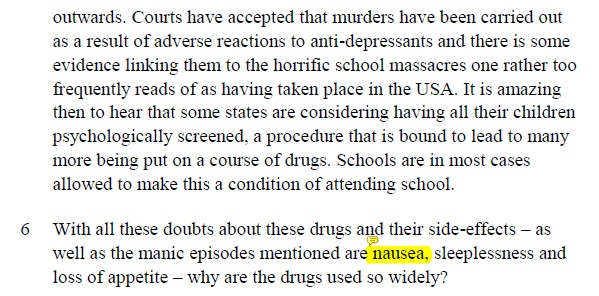 outwards. Courts have accepted that murders have been carried out
as a result of adverse reactions to anti-depressants and there is some
evidence linking them to the horrific school massacres one rather too
frequently reads of as having taken place in the USA. It is amazing
then to hear that some states are considering having all their children
psychologically screened, a procedure that is bound to lead to many
more being put on a course of drugs. Schools are in most cases
allowed to make this a condition of attending school.
6 With all these doubts about these drugs and their side-effects – as
well as the manic episodes mentioned are nausea, sleeplessness and
loss of appetite – why are the drugs used so widely?